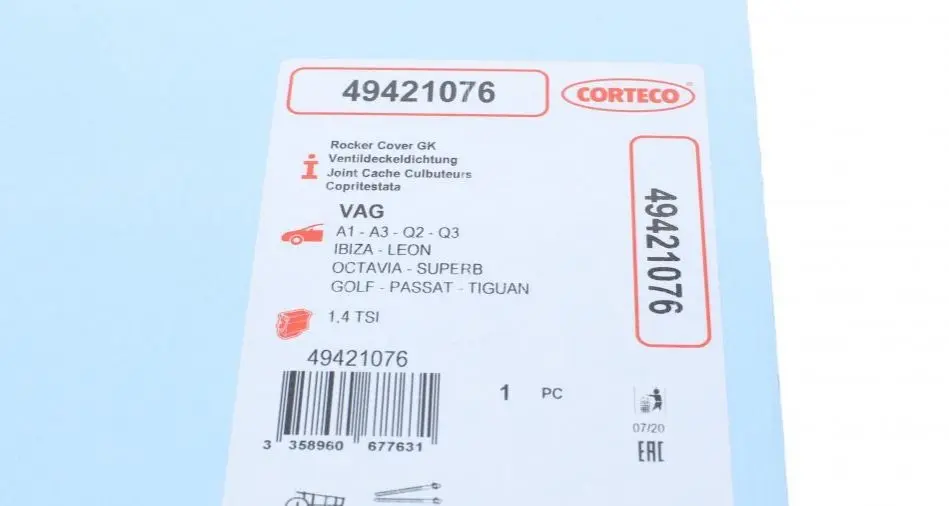 49421076
CORTECO
Rocker Cover GK
Ventildeckeldichtung
Joint Cache Culbuteurs
Copritestata
VAG
A1 - A3 - Q2 - Q3
IBIZA - LEON
OCTAVIA - SUPERB
GOLF - PASSAT - TIGUAN
1,4 TSI
49421076
49421076
3 358960 677631
1 PC
07/20
EAC